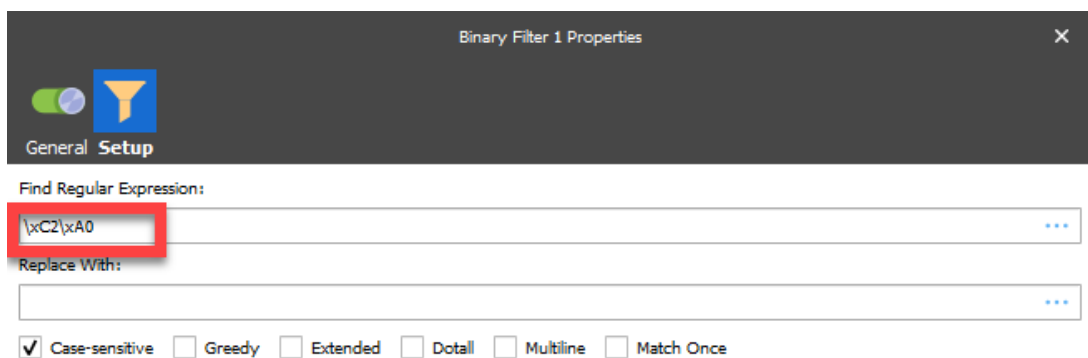 Binary Filter 1 Properties
General Setup
Find Regular Expression:
\xC2\xA0
Replace With:
Case-sensitive Greedy Extended Dotall Multiline Match Once